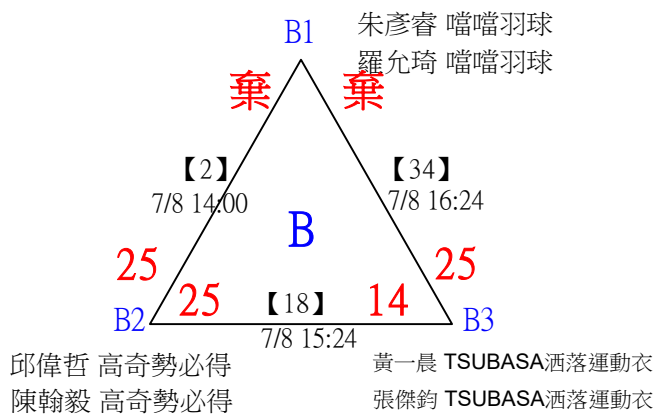 B1
朱彥睿 噹噹羽球
羅允琦 噹噹羽球
棄
棄
【2】
7/8 14:00
【34】
7/8 16:24
B
25
25
【18】
14
25
B2
7/8 15:24
B3
邱偉哲 高奇勢必得
陳翰毅 高奇勢必得
黃一晨 TSUBASA洒落運動衣
張傑鈞 TSUBASA洒落運動衣